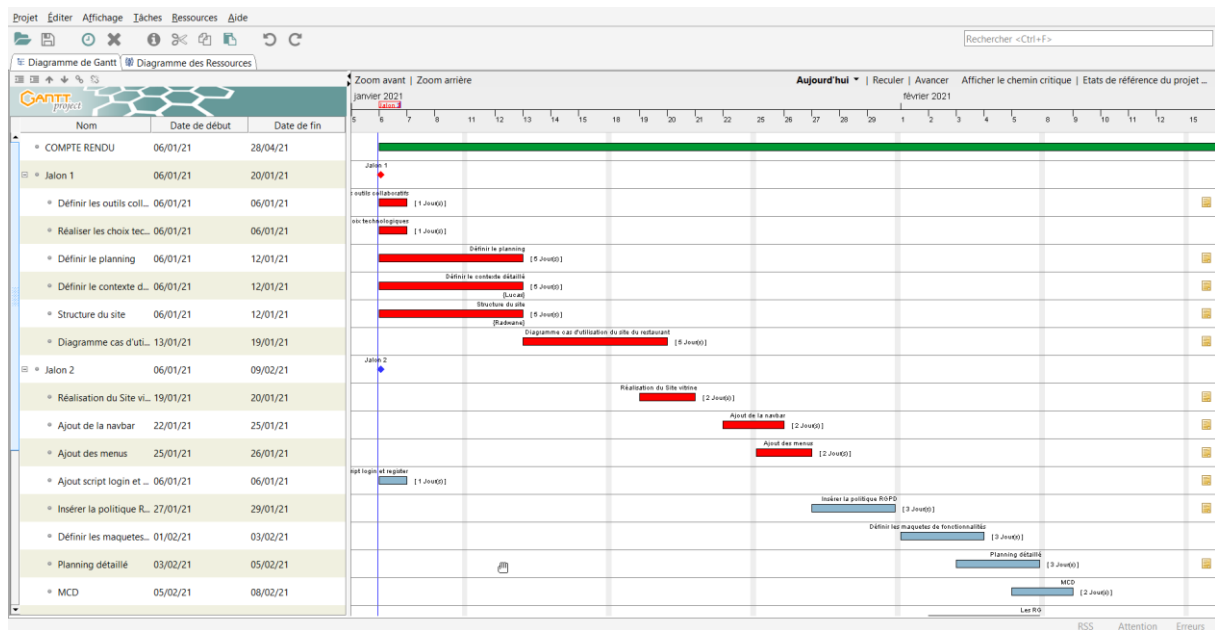 Projet Éditer Affichage Tâches Ressources Aide
Rechercher <Ctrl+F>
Diagramme de Gantt Diagramme des Ressources
Zoom avant | Zoom arrière Aujourd'hui | Reculer | Avancer Afficher le chemin critique | Etats de référence du projet ...
GANTT project
janvier 2021 février 2021
Jalon 1
5 6 7 8 11 12 13 14 15 18 19 20 21 22 25 26 27 28 29 1 2 3 4 5 8 9 10 11 12 15
Nom Date de début Date de fin
COMPTE RENDU 06/01/21 28/04/21
Jalon 1 06/01/21 20/01/21
Jalon 1
Définir les outils coll... 06/01/21 06/01/21
outils collaboratifs
[ 1 Jour(s) ]
Réaliser les choix tec... 06/01/21 06/01/21
oix technologiques
[ 1 Jour(s) ]
Définir le planning 06/01/21 12/01/21
Définir le planning
[ 5 Jour(s) ]
Définir le contexte d... 06/01/21 12/01/21
Définir le contexte détaillé
[ 5 Jour(s) ]
[Lucas]
Structure du site 06/01/21 12/01/21
Structure du site
[ 5 Jour(s) ]
[Radwane]
Diagramme cas d'uti... 13/01/21 19/01/21
Diagramme cas d'utilisation du site du restaurant
[ 5 Jour(s) ]
Jalon 2 06/01/21 09/02/21
Jalon 2
Réalisation du Site vi... 19/01/21 20/01/21
Réalisation du Site vitrine
[ 2 Jour(s) ]
Ajout de la navbar 22/01/21 25/01/21
Ajout de la navbar
[ 2 Jour(s) ]
Ajout des menus 25/01/21 26/01/21
Ajout des menus
[ 2 Jour(s) ]
Ajout script login et ... 06/01/21 06/01/21
ript login et register
[ 1 Jour(s) ]
Insérer la politique R... 27/01/21 29/01/21
Insérer la politique RGPD
[ 3 Jour(s) ]
Définir les maquetes... 01/02/21 03/02/21
Définir les maquetes de fonctionnalités
[ 3 Jour(s) ]
Planning détaillé 03/02/21 05/02/21
Planning détaillé
[ 3 Jour(s) ]
MCD 05/02/21 08/02/21
MCD
[ 2 Jour(s) ]
Les RG
RSS Attention Erreurs